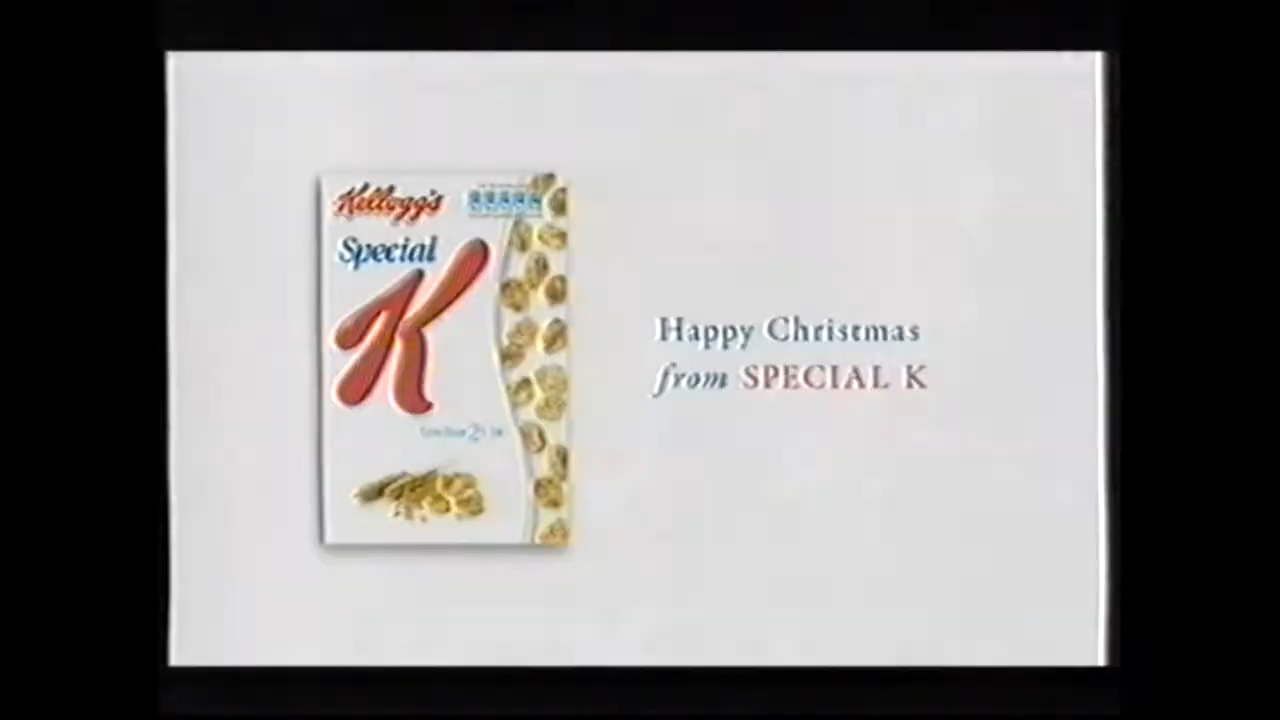 Kellogg's
Special
K
Happy Christmas
from SPECIAL K